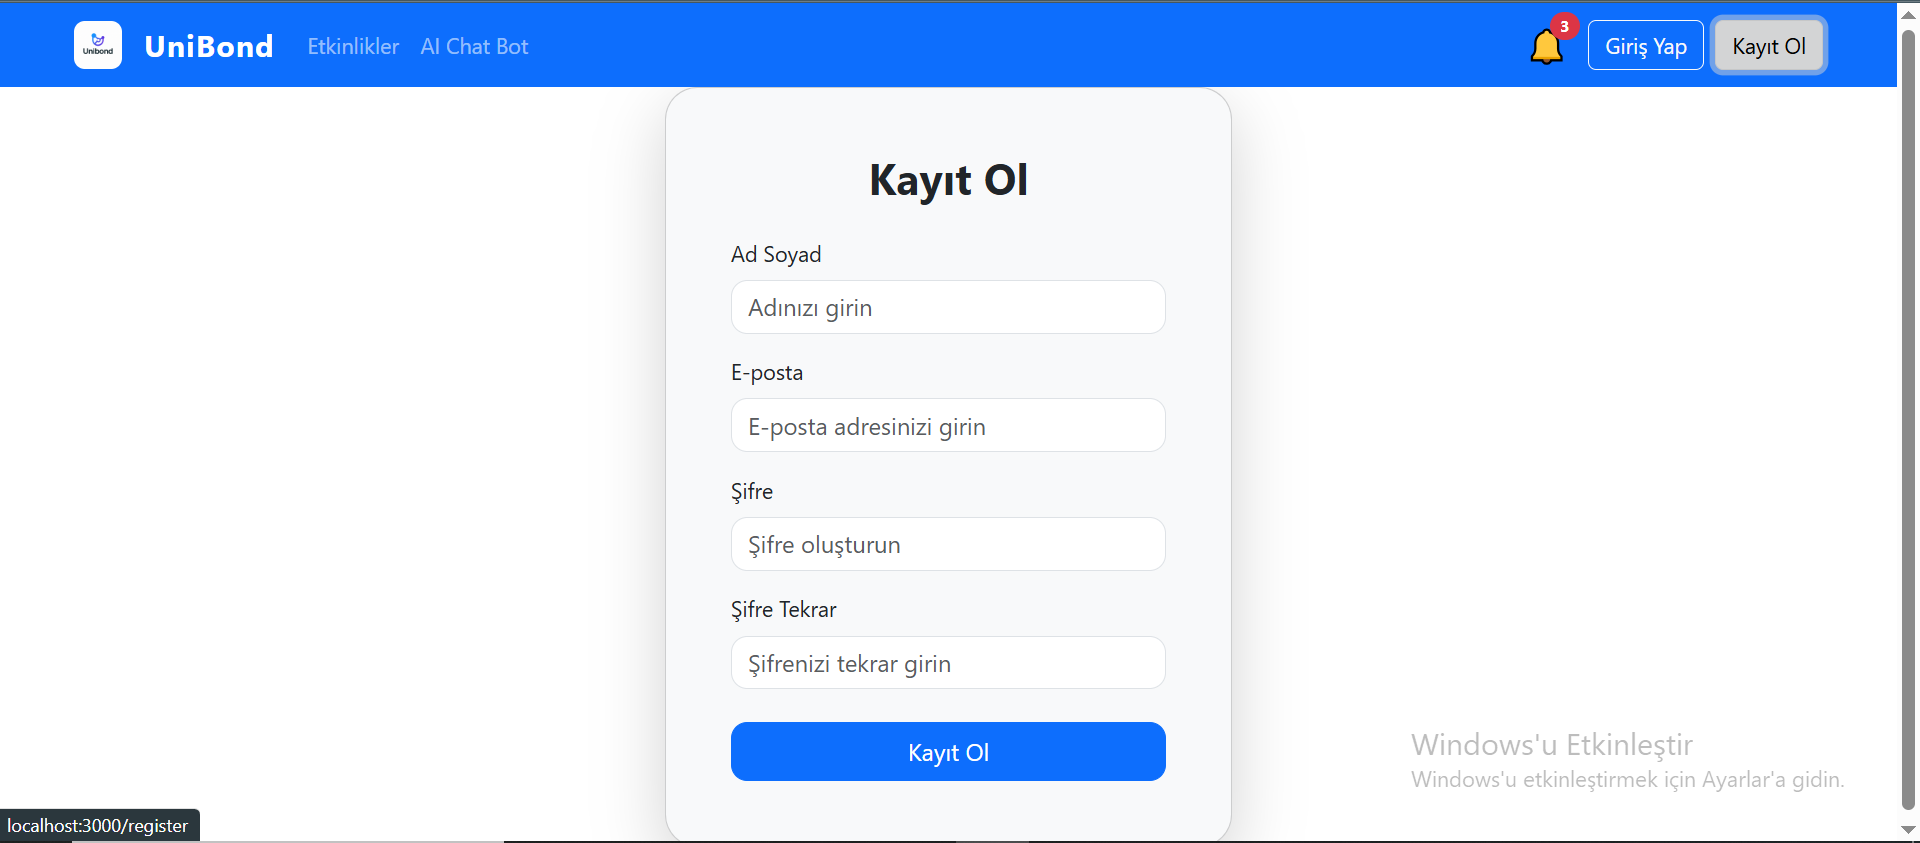 Unibond
UniBond
Etkinlikler
AI Chat Bot
3
Giriş Yap
Kayıt Ol
Kayıt Ol
Ad Soyad
Adınızı girin
E-posta
E-posta adresinizi girin
Şifre
Şifre oluşturun
Şifre Tekrar
Şifrenizi tekrar girin
Kayıt Ol
Windows'u Etkinleştir
Windows'u etkinleştirmek için Ayarlar'a gidin.
localhost:3000/register